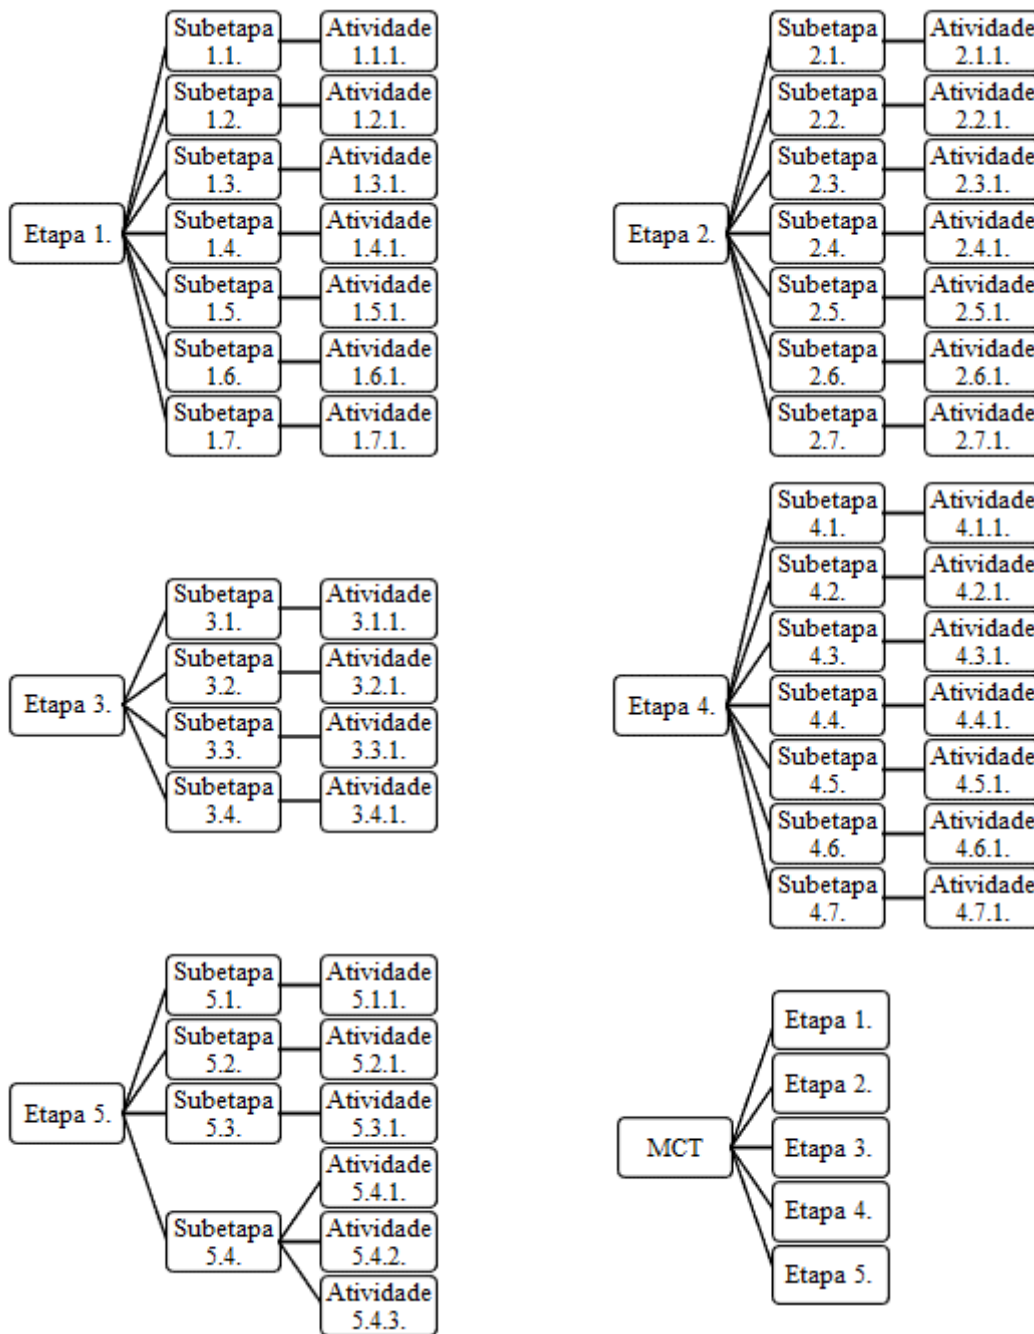 Etapa 1.
Subetapa
1.1.
Atividade
1.1.1.
Subetapa
1.2.
Atividade
1.2.1.
Subetapa
1.3.
Atividade
1.3.1.
Subetapa
1.4.
Atividade
1.4.1.
Subetapa
1.5.
Atividade
1.5.1.
Subetapa
1.6.
Atividade
1.6.1.
Subetapa
1.7.
Atividade
1.7.1.
Etapa 2.
Subetapa
2.1.
Atividade
2.1.1.
Subetapa
2.2.
Atividade
2.2.1.
Subetapa
2.3.
Atividade
2.3.1.
Subetapa
2.4.
Atividade
2.4.1.
Subetapa
2.5.
Atividade
2.5.1.
Subetapa
2.6.
Atividade
2.6.1.
Subetapa
2.7.
Atividade
2.7.1.
Etapa 3.
Subetapa
3.1.
Atividade
3.1.1.
Subetapa
3.2.
Atividade
3.2.1.
Subetapa
3.3.
Atividade
3.3.1.
Subetapa
3.4.
Atividade
3.4.1.
Etapa 4.
Subetapa
4.1.
Atividade
4.1.1.
Subetapa
4.2.
Atividade
4.2.1.
Subetapa
4.3.
Atividade
4.3.1.
Subetapa
4.4.
Atividade
4.4.1.
Subetapa
4.5.
Atividade
4.5.1.
Subetapa
4.6.
Atividade
4.6.1.
Subetapa
4.7.
Atividade
4.7.1.
Etapa 5.
Subetapa
5.1.
Atividade
5.1.1.
Subetapa
5.2.
Atividade
5.2.1.
Subetapa
5.3.
Atividade
5.3.1.
Subetapa
5.4.
Atividade
5.4.1.
Atividade
5.4.2.
Atividade
5.4.3.
MCT
Etapa 1.
Etapa 2.
Etapa 3.
Etapa 4.
Etapa 5.